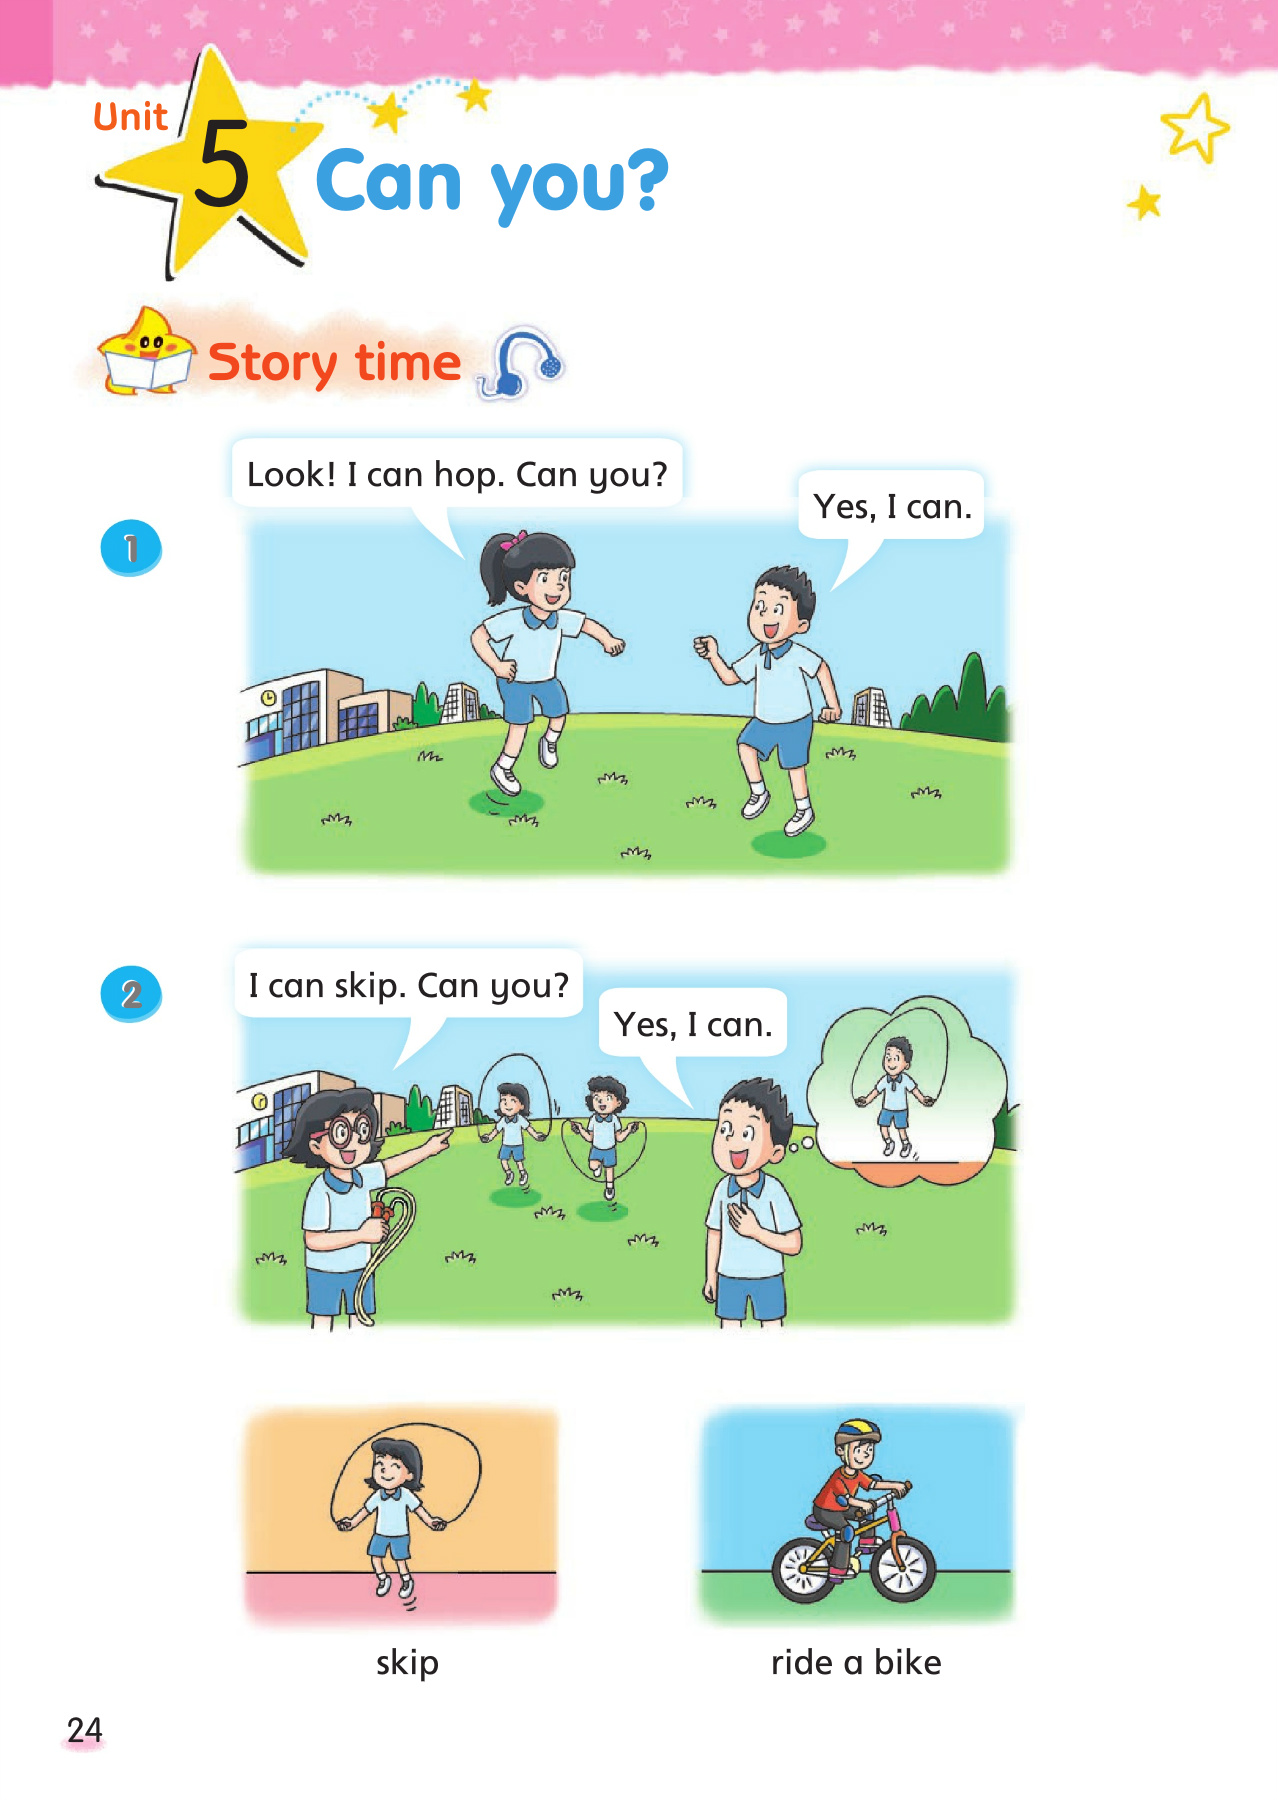 Unit
5
Can you?
Story time
Look! I can hop. Can you?
Yes, I can.
1
I can skip. Can you?
2
Yes, I can.
skip
ride a bike
24